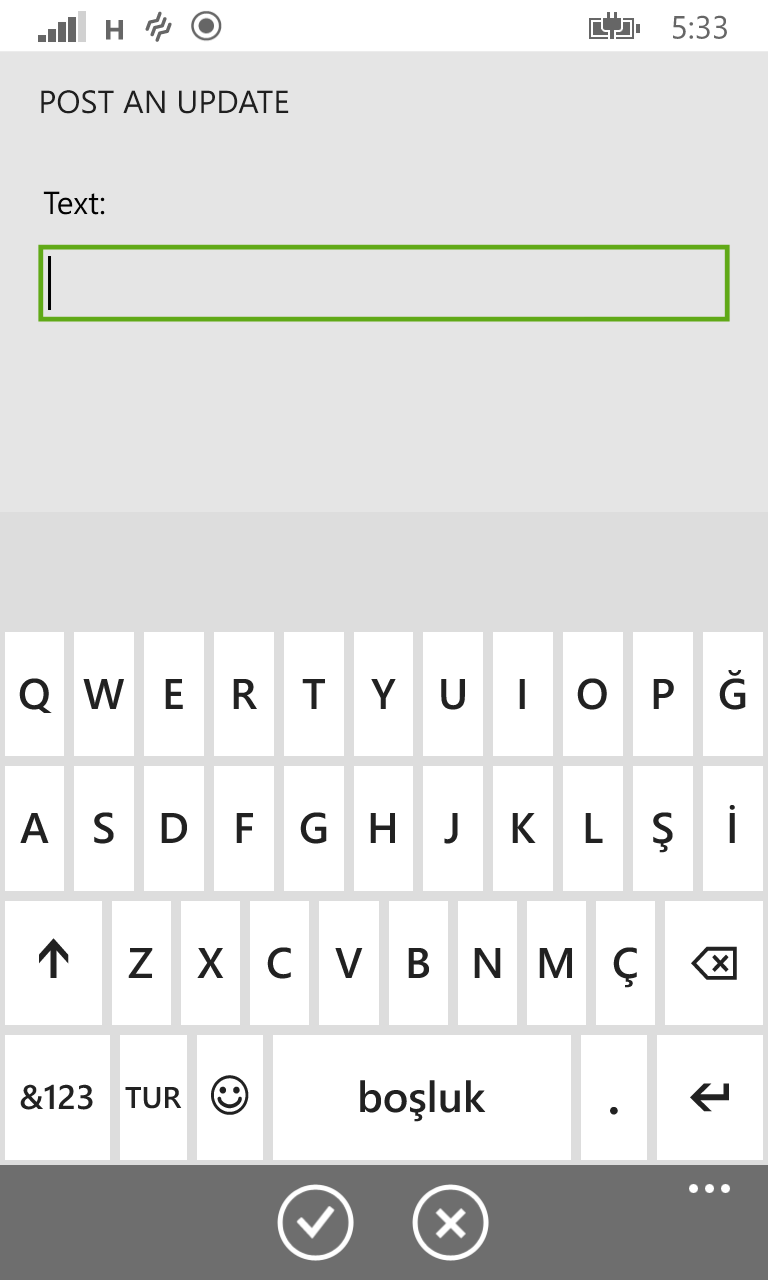 H 5:33
POST AN UPDATE
Text:
Q W E R T Y U I O P Ğ
A S D F G H J K L Ş İ
Z X C V B N M Ç
&123 TUR boşluk .